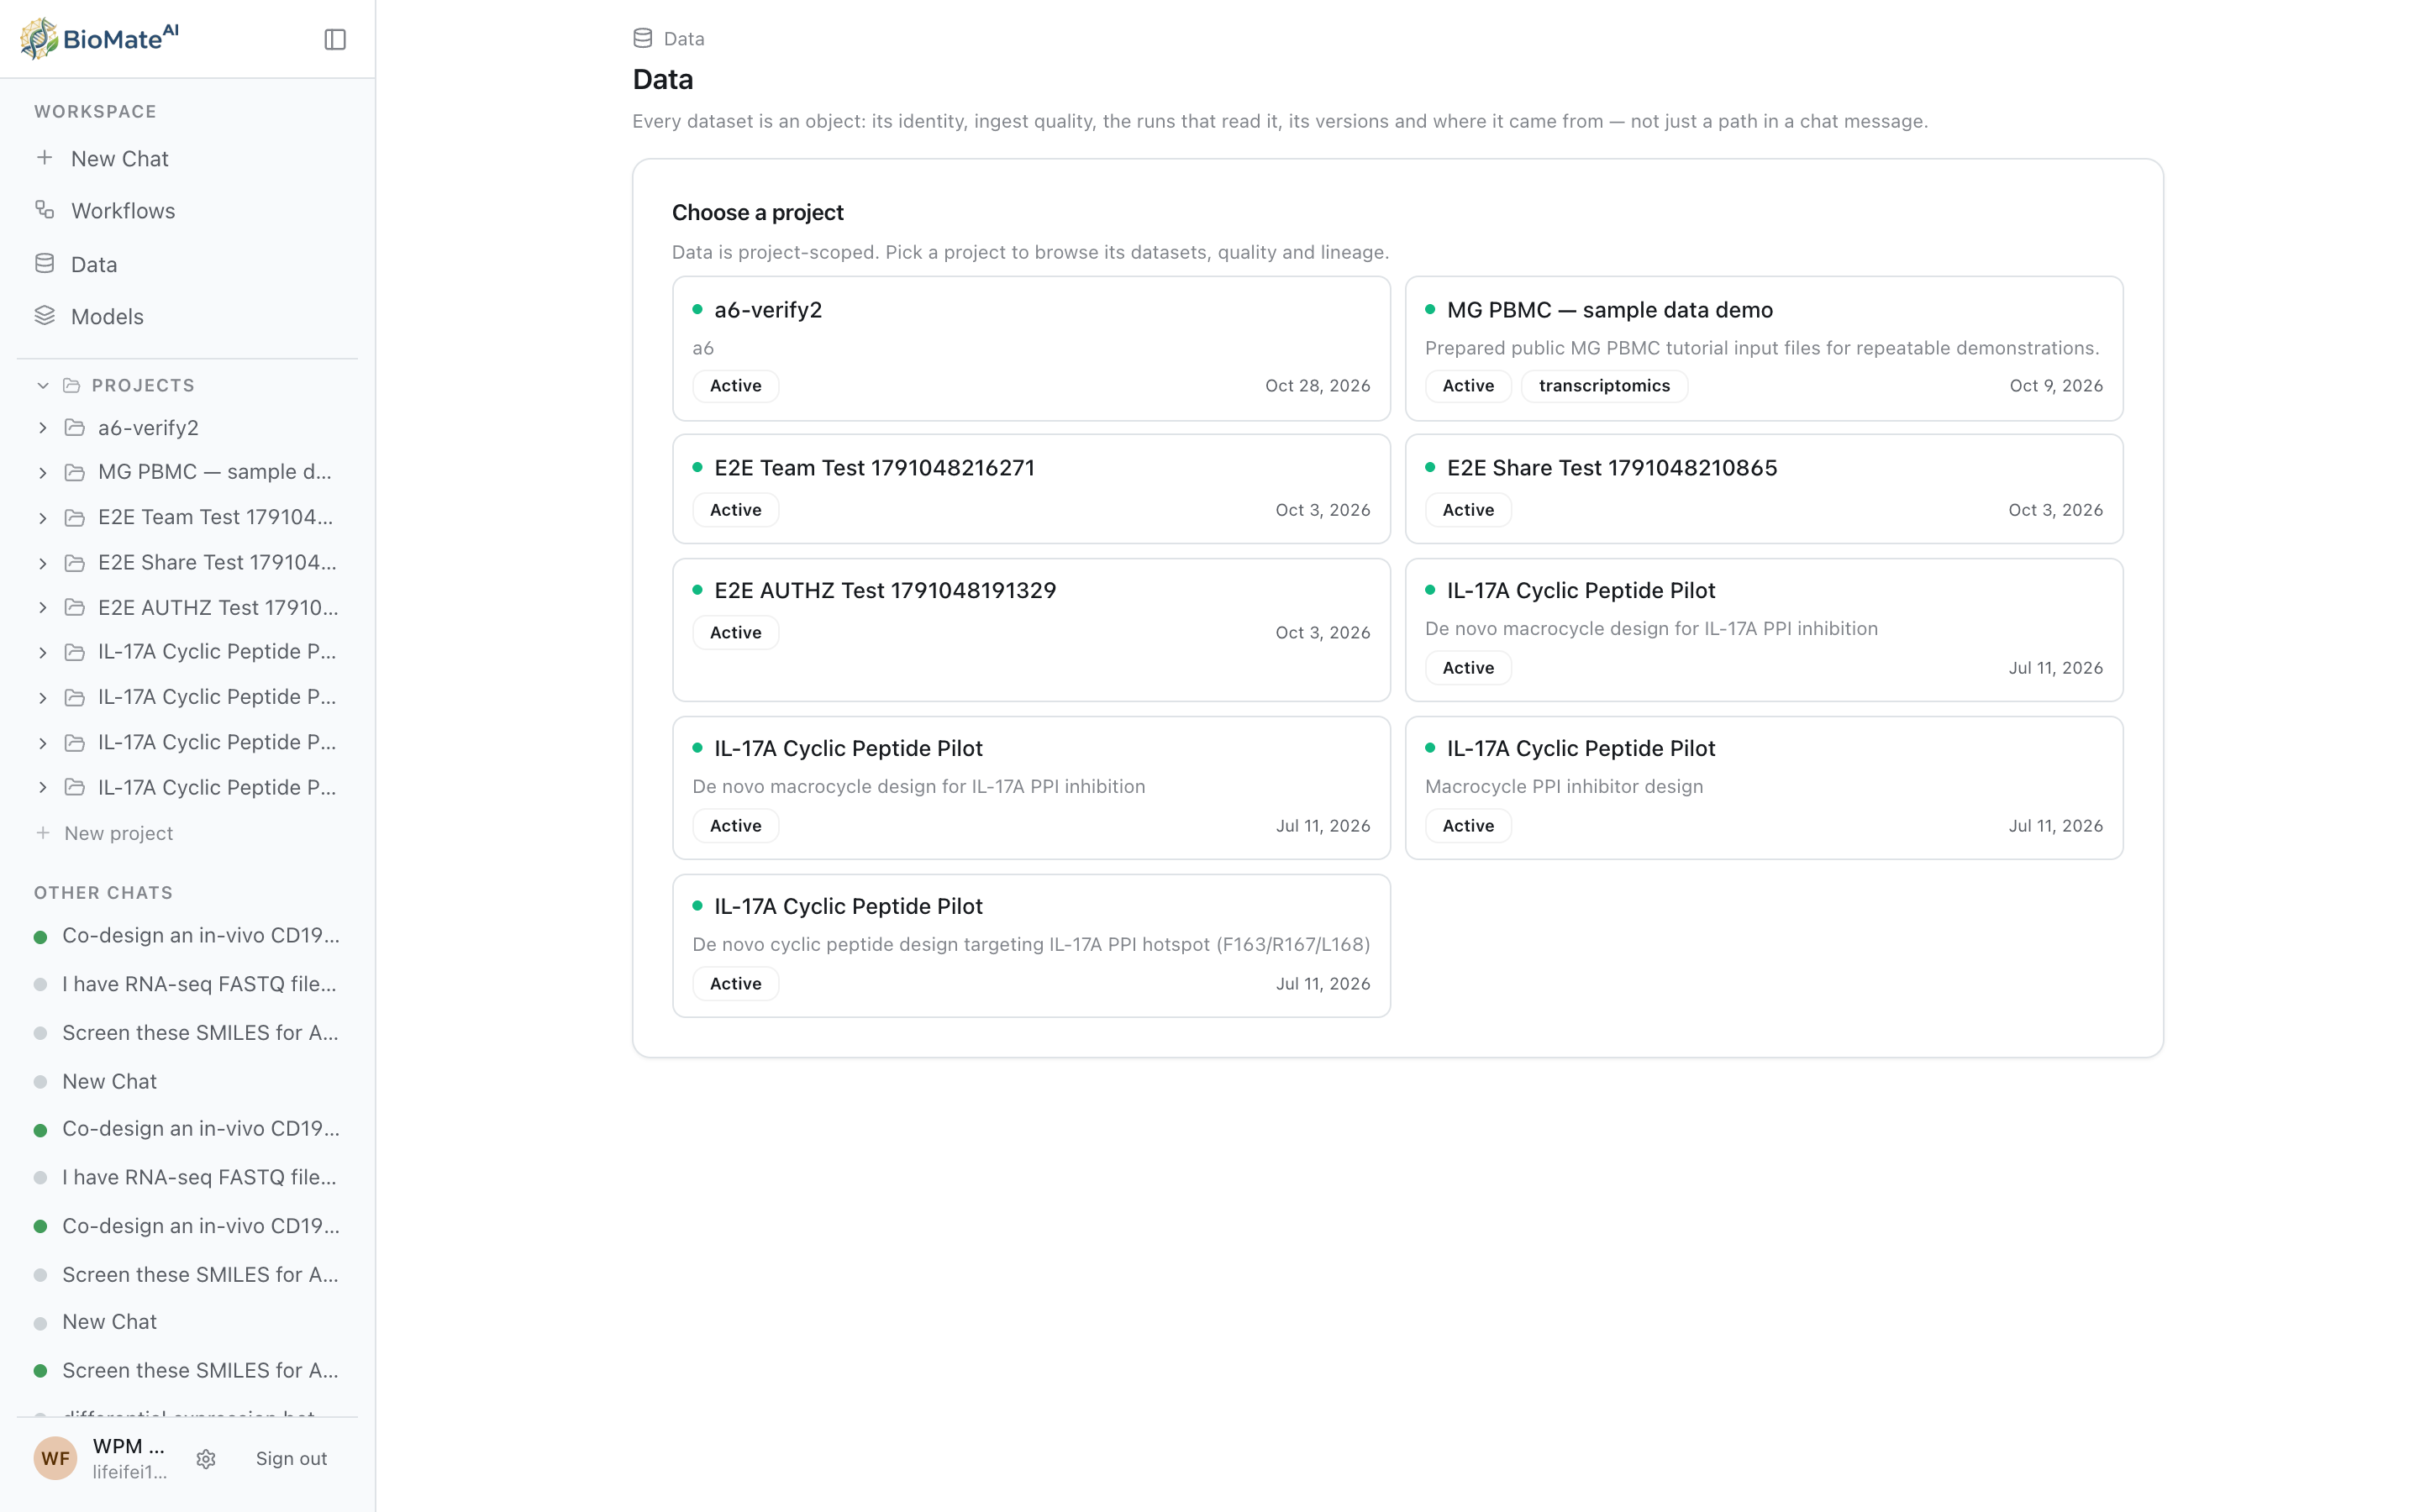 BioMate AI
WORKSPACE
New Chat
Workflows
Data
Models
PROJECTS
a6-verify2
MG PBMC — sample d...
E2E Team Test 179104...
E2E Share Test 179104...
E2E AUTHZ Test 17910...
IL-17A Cyclic Peptide P...
IL-17A Cyclic Peptide P...
IL-17A Cyclic Peptide P...
IL-17A Cyclic Peptide P...
New project
OTHER CHATS
Co-design an in-vivo CD19...
I have RNA-seq FASTQ file...
Screen these SMILES for A...
New Chat
Co-design an in-vivo CD19...
I have RNA-seq FASTQ file...
Co-design an in-vivo CD19...
Screen these SMILES for A...
New Chat
Screen these SMILES for A...
WF
WPM ...
lifeifei1...
Sign out
Data
Data
Every dataset is an object: its identity, ingest quality, the runs that read it, its versions and where it came from — not just a path in a chat message.
Choose a project
Data is project-scoped. Pick a project to browse its datasets, quality and lineage.
a6-verify2
a6
Active Oct 28, 2026
MG PBMC — sample data demo
Prepared public MG PBMC tutorial input files for repeatable demonstrations.
Active transcriptomics Oct 9, 2026
E2E Team Test 1791048216271
Active Oct 3, 2026
E2E Share Test 1791048210865
Active Oct 3, 2026
E2E AUTHZ Test 1791048191329
Active Oct 3, 2026
IL-17A Cyclic Peptide Pilot
De novo macrocycle design for IL-17A PPI inhibition
Active Jul 11, 2026
IL-17A Cyclic Peptide Pilot
De novo macrocycle design for IL-17A PPI inhibition
Active Jul 11, 2026
IL-17A Cyclic Peptide Pilot
Macrocycle PPI inhibitor design
Active Jul 11, 2026
IL-17A Cyclic Peptide Pilot
De novo cyclic peptide design targeting IL-17A PPI hotspot (F163/R167/L168)
Active Jul 11, 2026